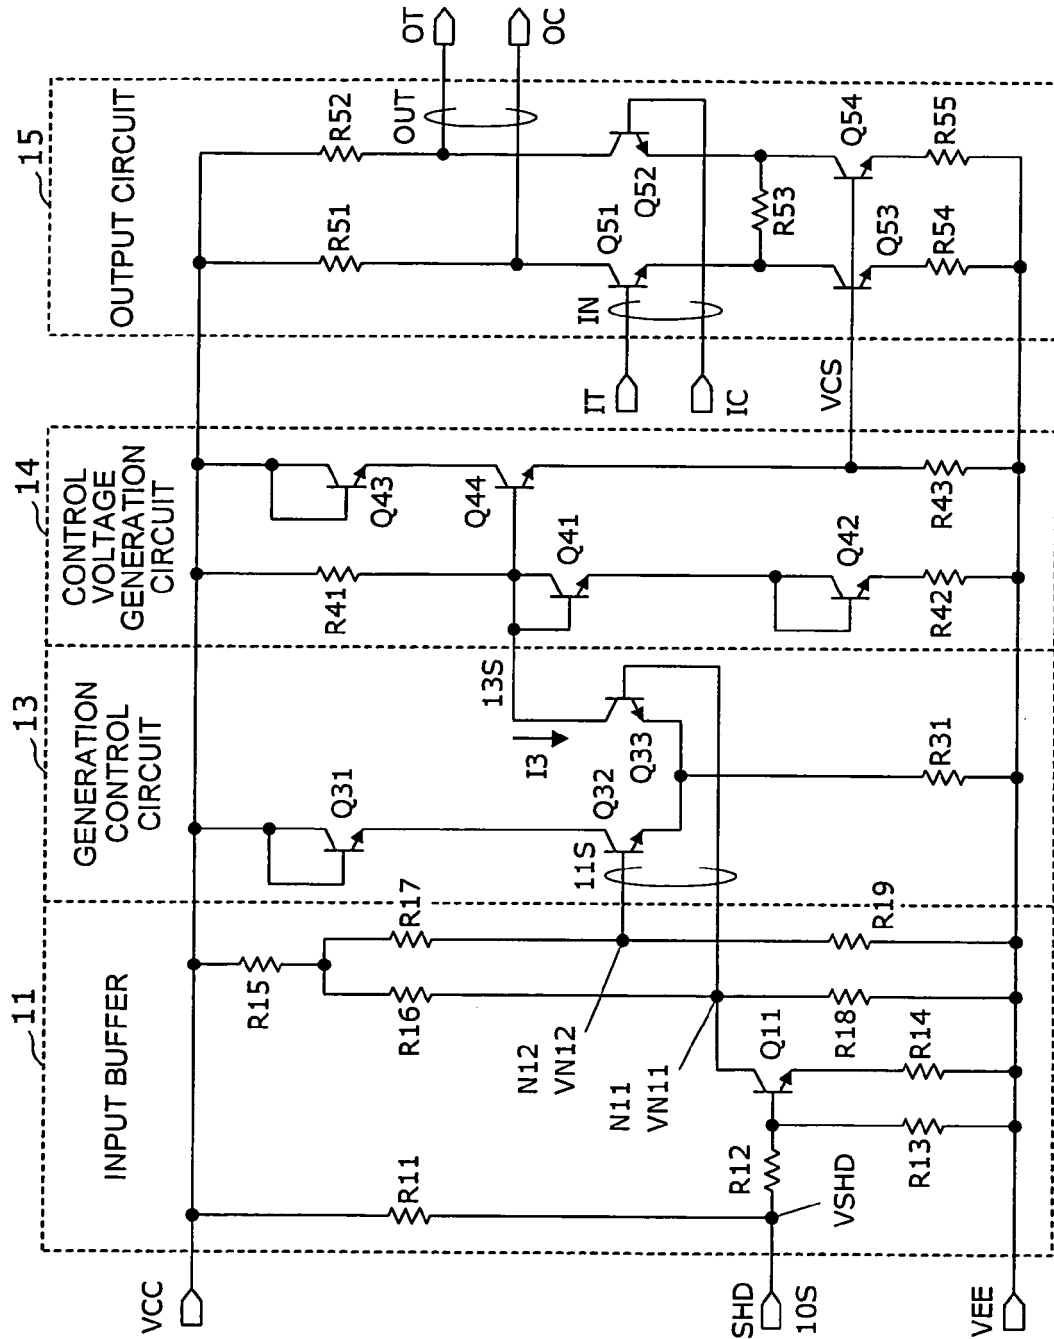 11
INPUT BUFFER
13
GENERATION
CONTROL
CIRCUIT
14
CONTROL
VOLTAGE
GENERATION
CIRCUIT
15
OUTPUT CIRCUIT
VCC
SHD
10S
VEE
R11
R12
R13
VSHD
Q11
R14
R15
R16
R17
R18
R19
N12
VN12
N11
VN11
11S
Q31
Q32
Q33
R31
I3
13S
R41
Q41
Q42
R42
Q43
Q44
R43
VCS
IT
IC
IN
R51
R52
Q51
Q52
R53
Q53
Q54
R54
R55
OUT
OT
OC